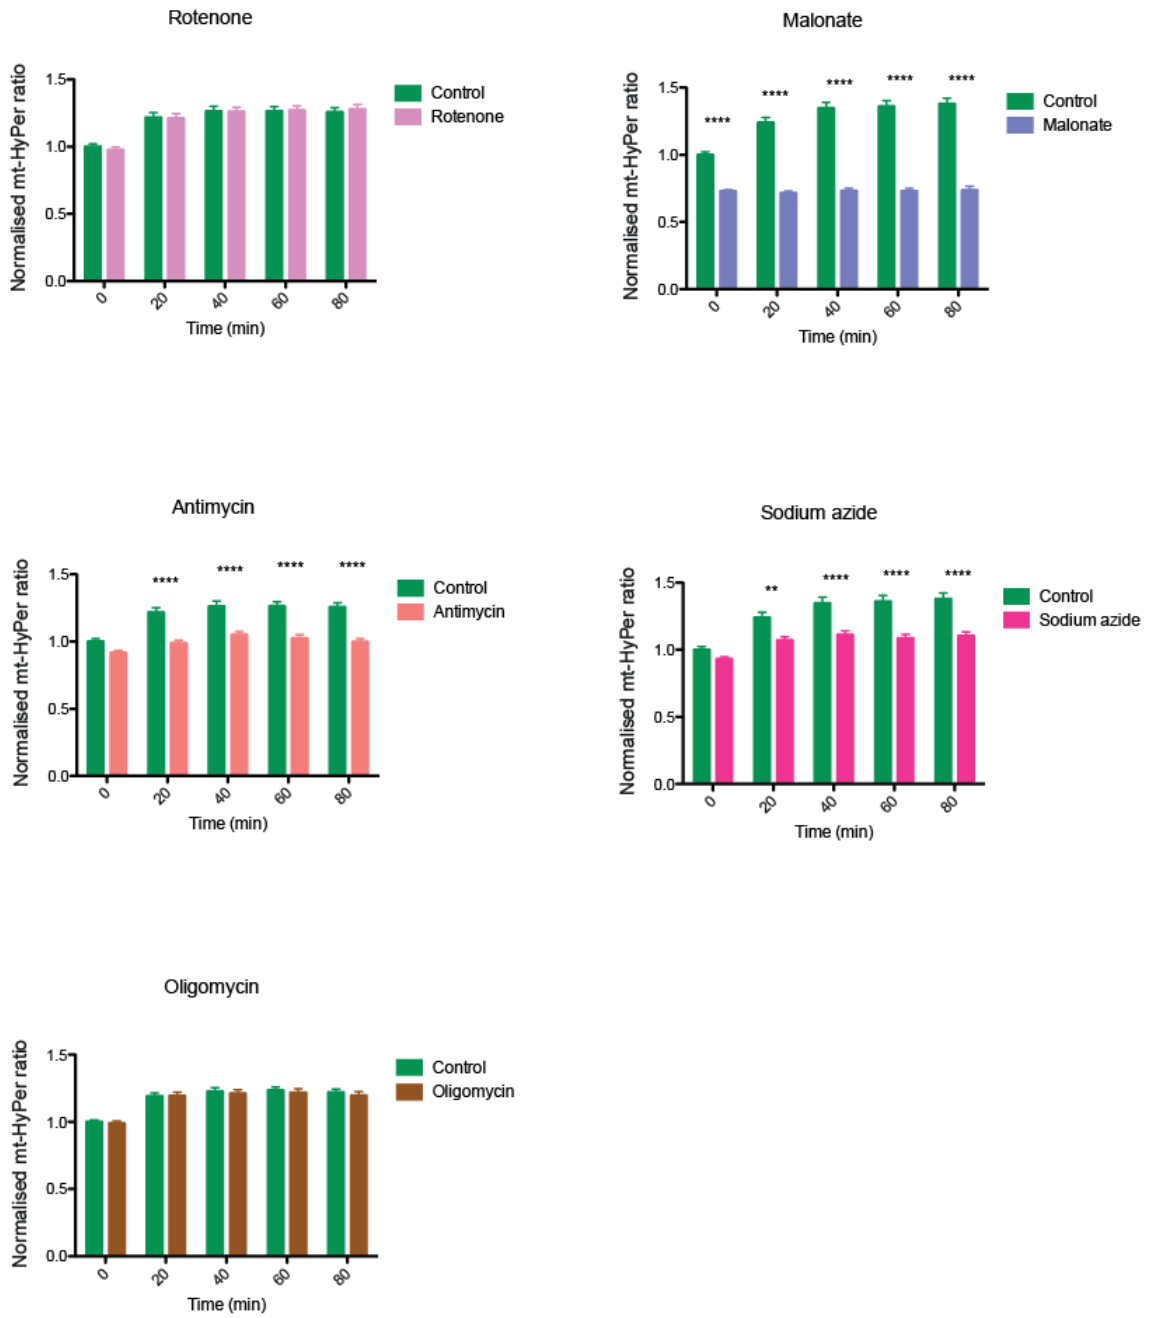 Rotenone
Normalised mt-HyPer ratio
1.5
1.0
0.5
0.0
0 20 40 60 80
Time (min)
Control
Rotenone
Malonate
Normalised mt-HyPer ratio
1.5
1.0
0.5
0.0
**** **** **** **** ****
0 20 40 60 80
Time (min)
Control
Malonate
Antimycin
Normalised mt-HyPer ratio
1.5
1.0
0.5
0.0
**** **** **** ****
0 20 40 60 80
Time (min)
Control
Antimycin
Sodium azide
Normalised mt-HyPer ratio
1.5
1.0
0.5
0.0
** **** **** ****
0 20 40 60 80
Time (min)
Control
Sodium azide
Oligomycin
Normalised mt-HyPer ratio
1.5
1.0
0.5
0.0
0 20 40 60 80
Time (min)
Control
Oligomycin